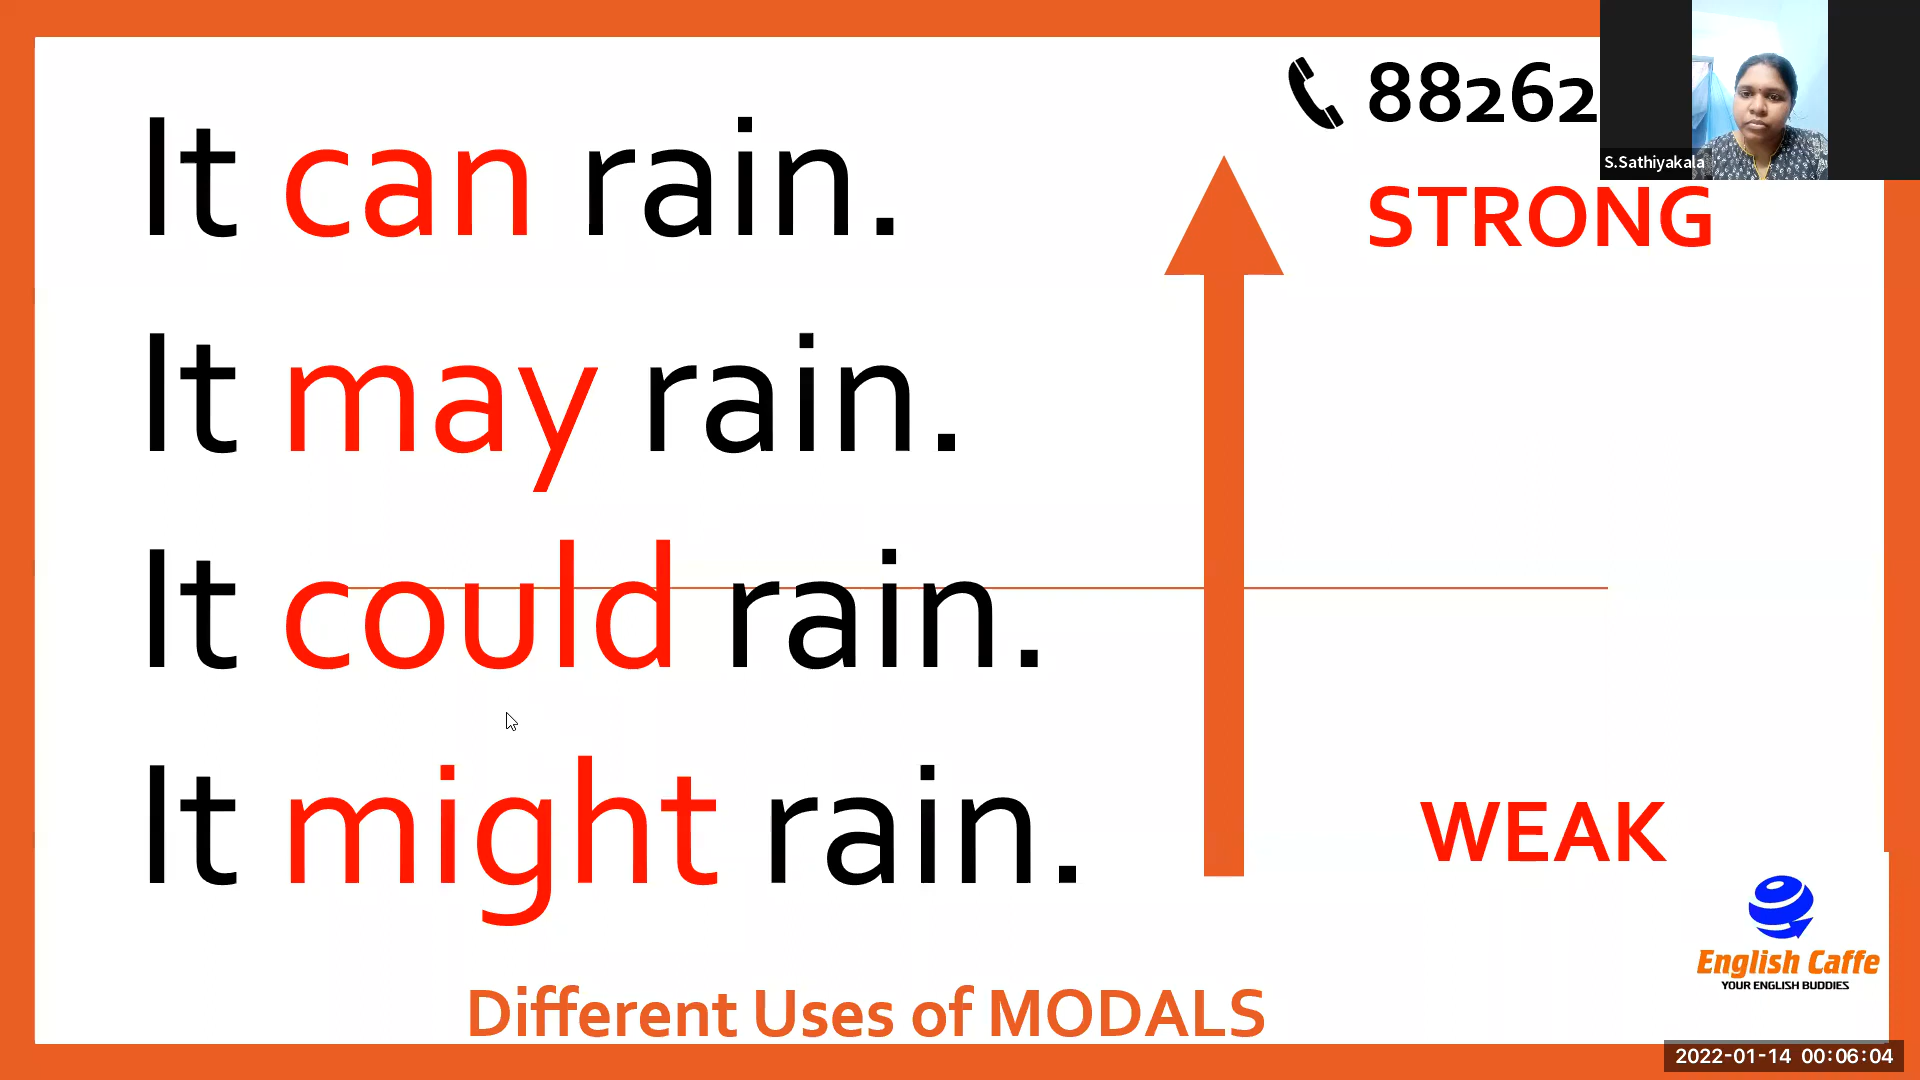 It can rain.
88262
S.Sathiyakala
STRONG
It may rain.
It could rain.
It might rain.
WEAK
English Caffe
YOUR ENGLISH BUDDIES
Different Uses of MODALS
2022-01-14 00:06:04